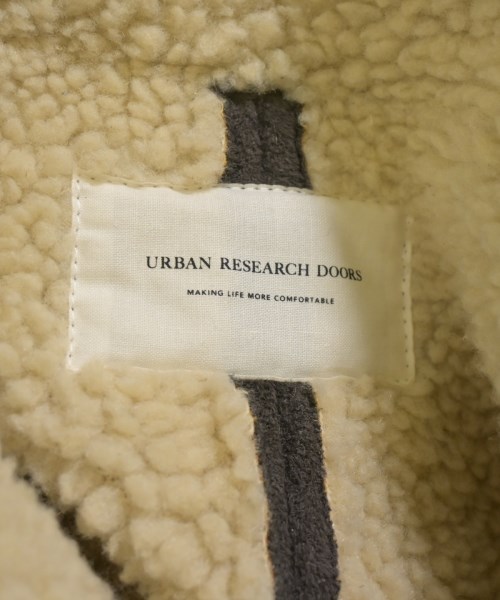 URBAN RESEARCH DOORS
MAKING LIFE MORE COMFORTABLE